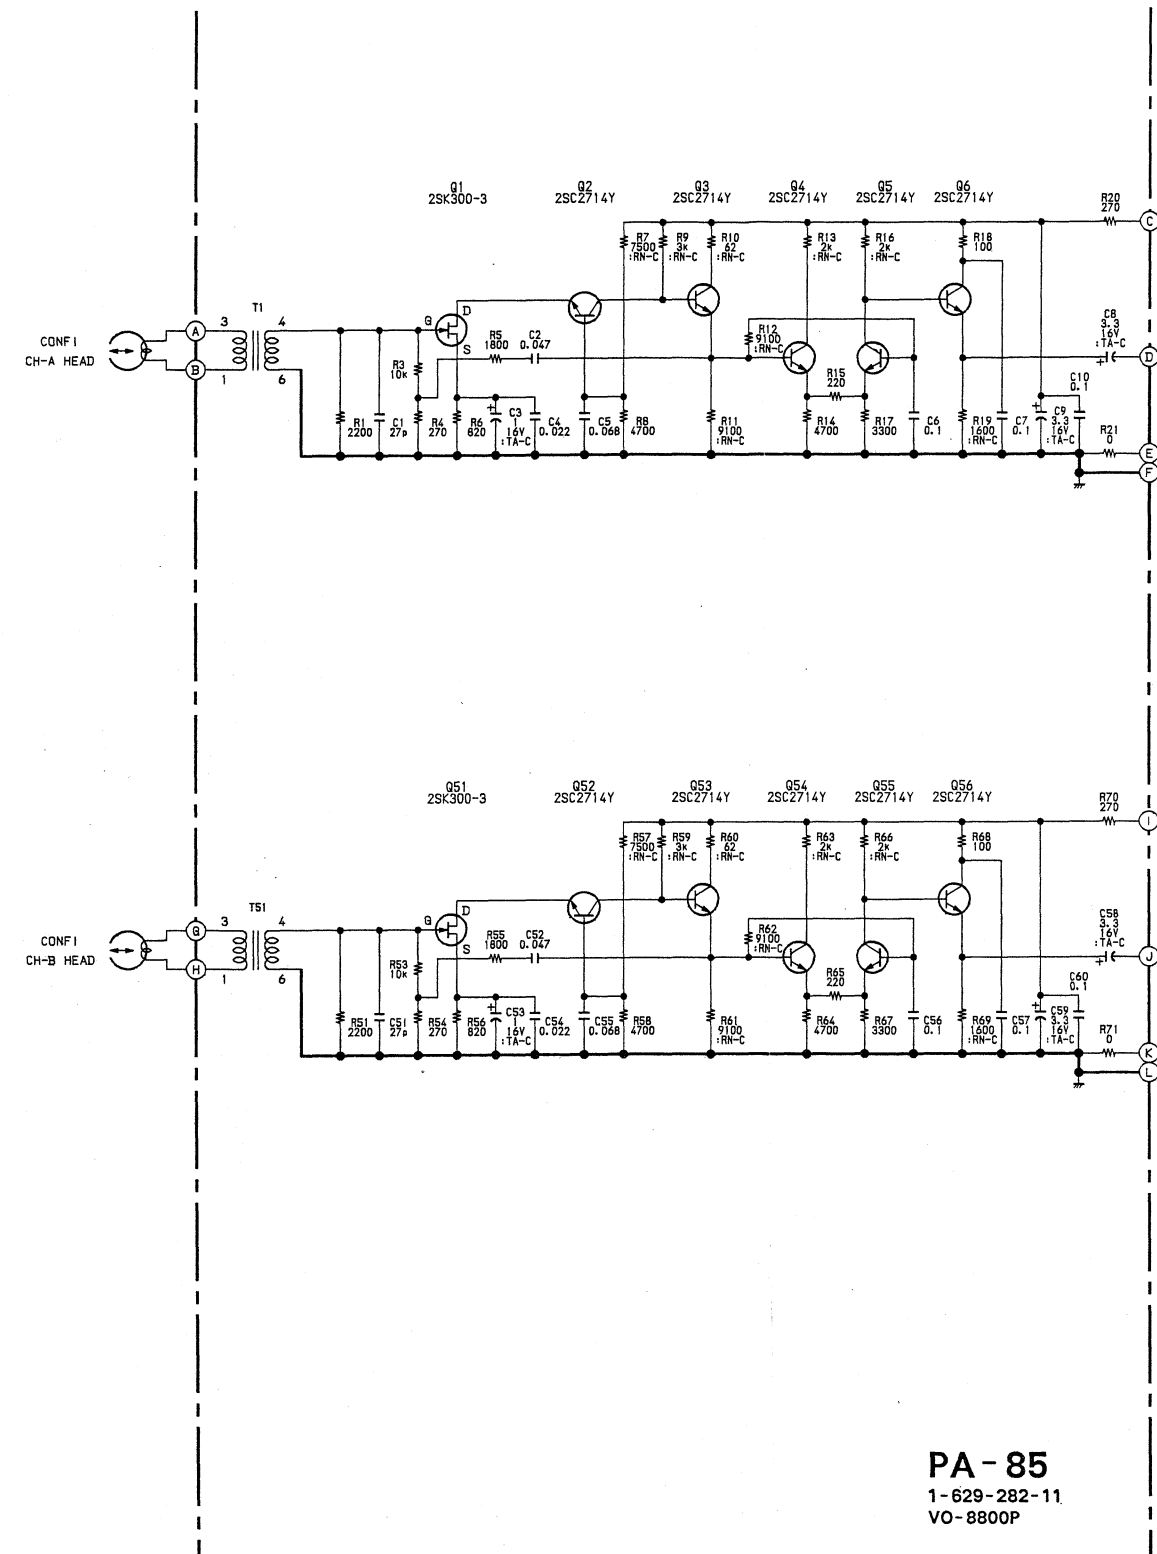 Q1
2SK300-3
Q2
2SC2714Y
Q3
2SC2714Y
Q4
2SC2714Y
Q5
2SC2714Y
Q6
2SC2714Y
R20
270
C
R7
7500
:RN-C
R9
3k
:RN-C
R10
62
:RN-C
R13
2k
:RN-C
R16
2k
:RN-C
R18
100
CONFI
CH-A HEAD
A
B
3
1
T1
4
6
G
D
S
R3
10k
R5
1800
C2
0.047
R12
9100
:RN-C
R15
220
C8
3.3
16V
:TA-C
+
D
C10
0.1
R1
2200
C1
27p
R4
270
R6
820
+
C3
1
16V
:TA-C
C4
0.022
C5
0.068
R8
4700
R11
9100
:RN-C
R14
4700
R17
3300
C6
0.1
R19
1600
:RN-C
C7
0.1
+
C9
3.3
16V
:TA-C
R21
0
E
F
Q51
2SK300-3
Q52
2SC2714Y
Q53
2SC2714Y
Q54
2SC2714Y
Q55
2SC2714Y
Q56
2SC2714Y
R70
270
I
R57
7500
:RN-C
R59
3k
:RN-C
R60
62
:RN-C
R63
2k
:RN-C
R66
2k
:RN-C
R68
100
CONFI
CH-B HEAD
G
H
3
1
T51
4
6
G
D
S
R53
10k
R55
1800
C52
0.047
R62
9100
:RN-C
R65
220
C58
3.3
16V
:TA-C
+
J
C60
0.1
R51
2200
C51
27p
R54
270
R56
820
+
C53
1
16V
:TA-C
C54
0.022
C55
0.068
R58
4700
R61
9100
:RN-C
R64
4700
R67
3300
C56
0.1
R69
1600
:RN-C
C57
0.1
+
C59
3.3
16V
:TA-C
R71
0
K
L
PA-85
1-629-282-11
VO-8800P